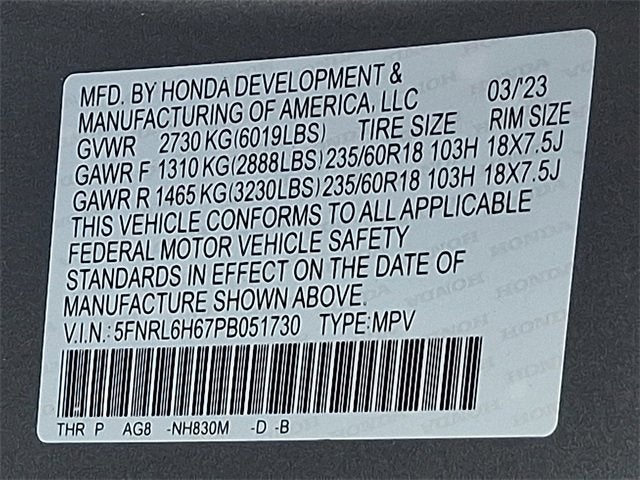 MFD. BY HONDA DEVELOPMENT &
MANUFACTURING OF AMERICA, LLC 03/'23
GVWR 2730 KG(6019LBS) TIRE SIZE RIM SIZE
GAWR F 1310 KG(2888LBS) 235/60R18 103H 18X7.5J
GAWR R 1465 KG(3230LBS) 235/60R18 103H 18X7.5J
THIS VEHICLE CONFORMS TO ALL APPLICABLE
FEDERAL MOTOR VEHICLE SAFETY
STANDARDS IN EFFECT ON THE DATE OF
MANUFACTURE SHOWN ABOVE.
V.I.N.: 5FNRL6H67PB051730 TYPE:MPV
THR P AG8 -NH830M -D -B